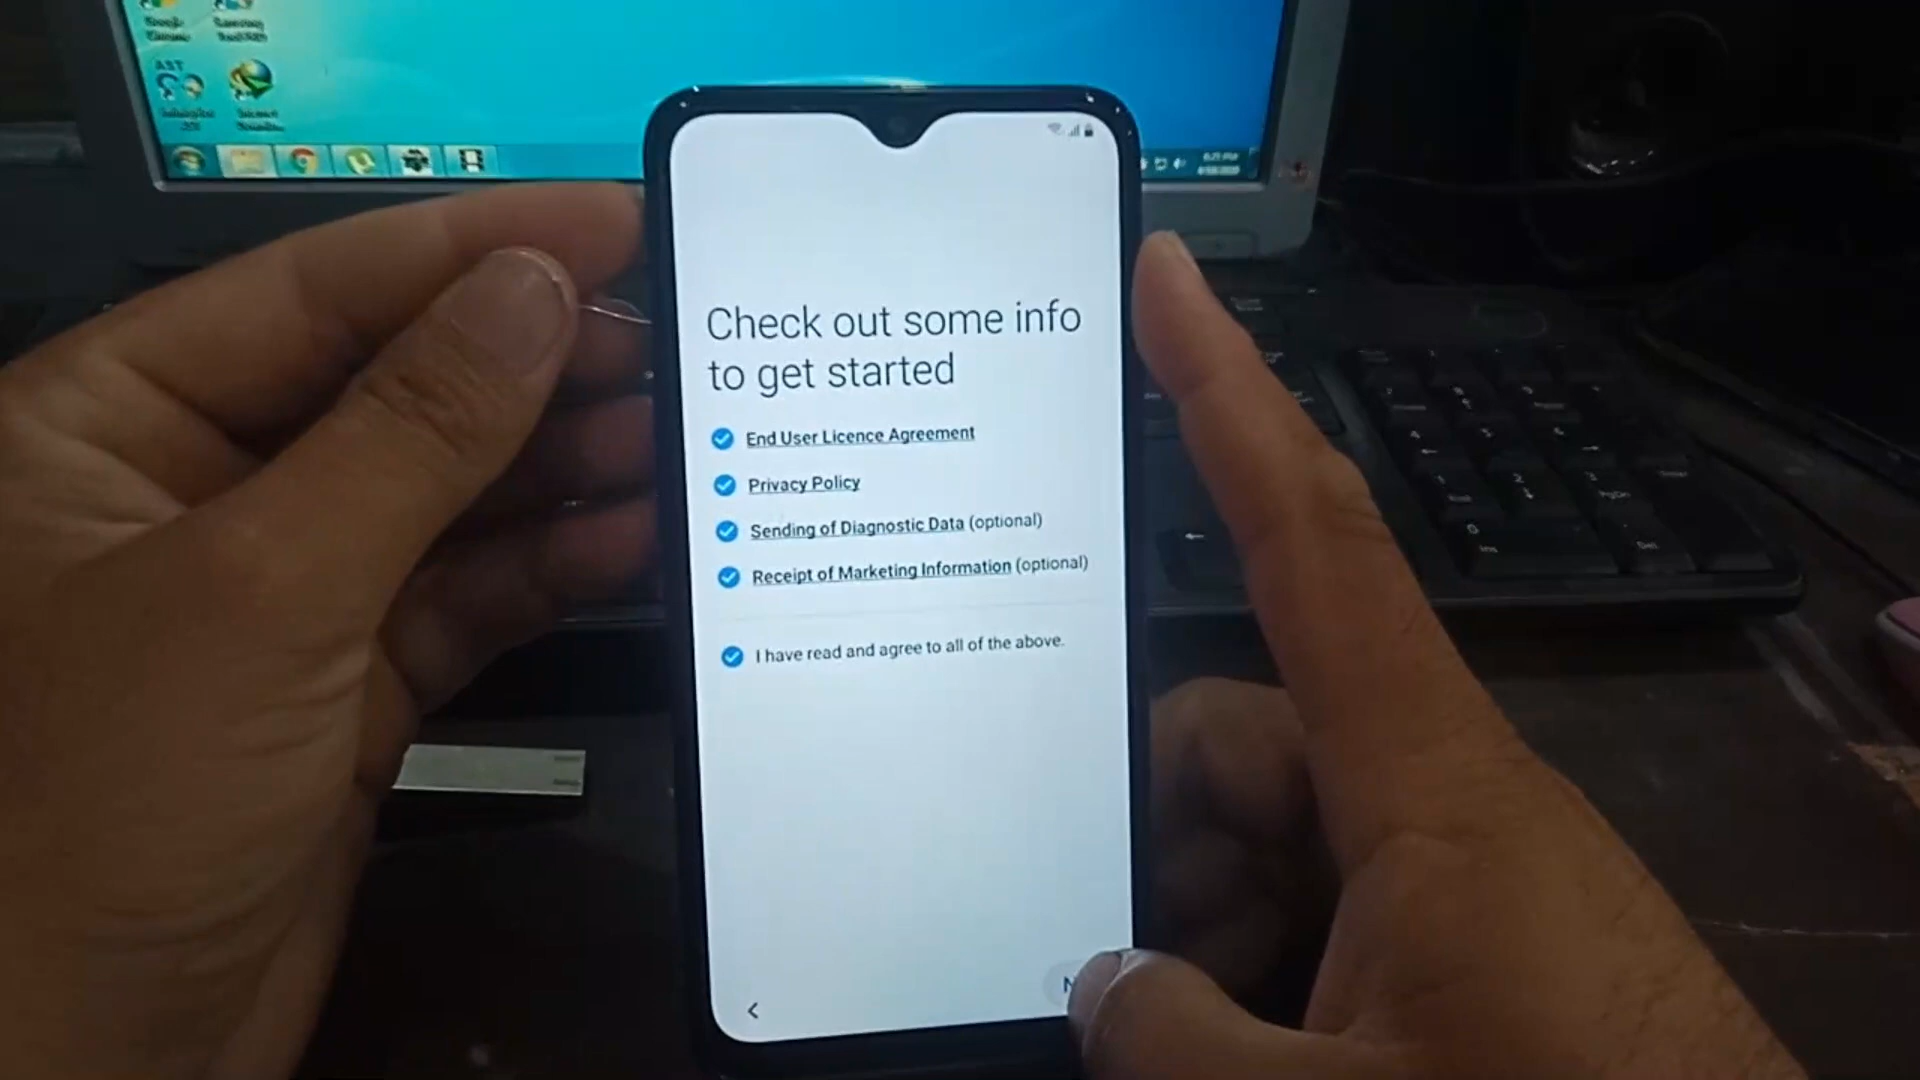 AST
Check out some info
to get started
End User Licence Agreement
Privacy Policy
Sending of Diagnostic Data (optional)
Receipt of Marketing Information (optional)
I have read and agree to all of the above.
N